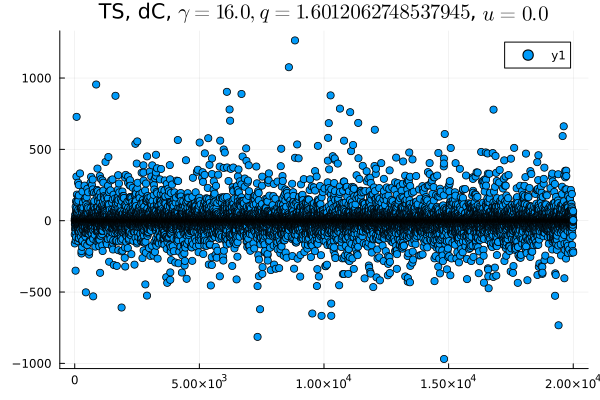 TS, dC, γ = 16.0, q = 1.6012062748537945, u = 0.0
y1
1000
500
0
−500
−1000
0 5.00×10³ 1.00×10⁴ 1.50×10⁴ 2.00×10⁴